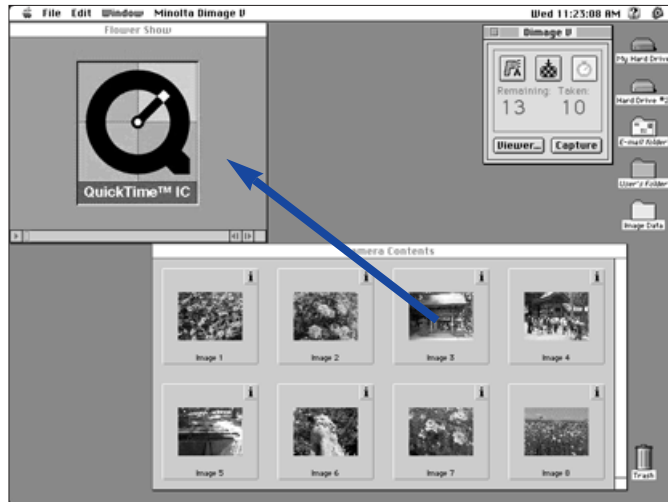 File Edit Window Minolta Dimage V Wed 11:23:08 AM
Flower Show
QuickTime™ IC
Dimage V
Remaining: Taken:
13 10
Viewer... Capture
My Hard Drive
Hard Drive #2
E-mail folder
User's Folder
Image Data
Camera Contents
Image 1 Image 2 Image 3 Image 4
Image 5 Image 6 Image 7 Image 8
Trash